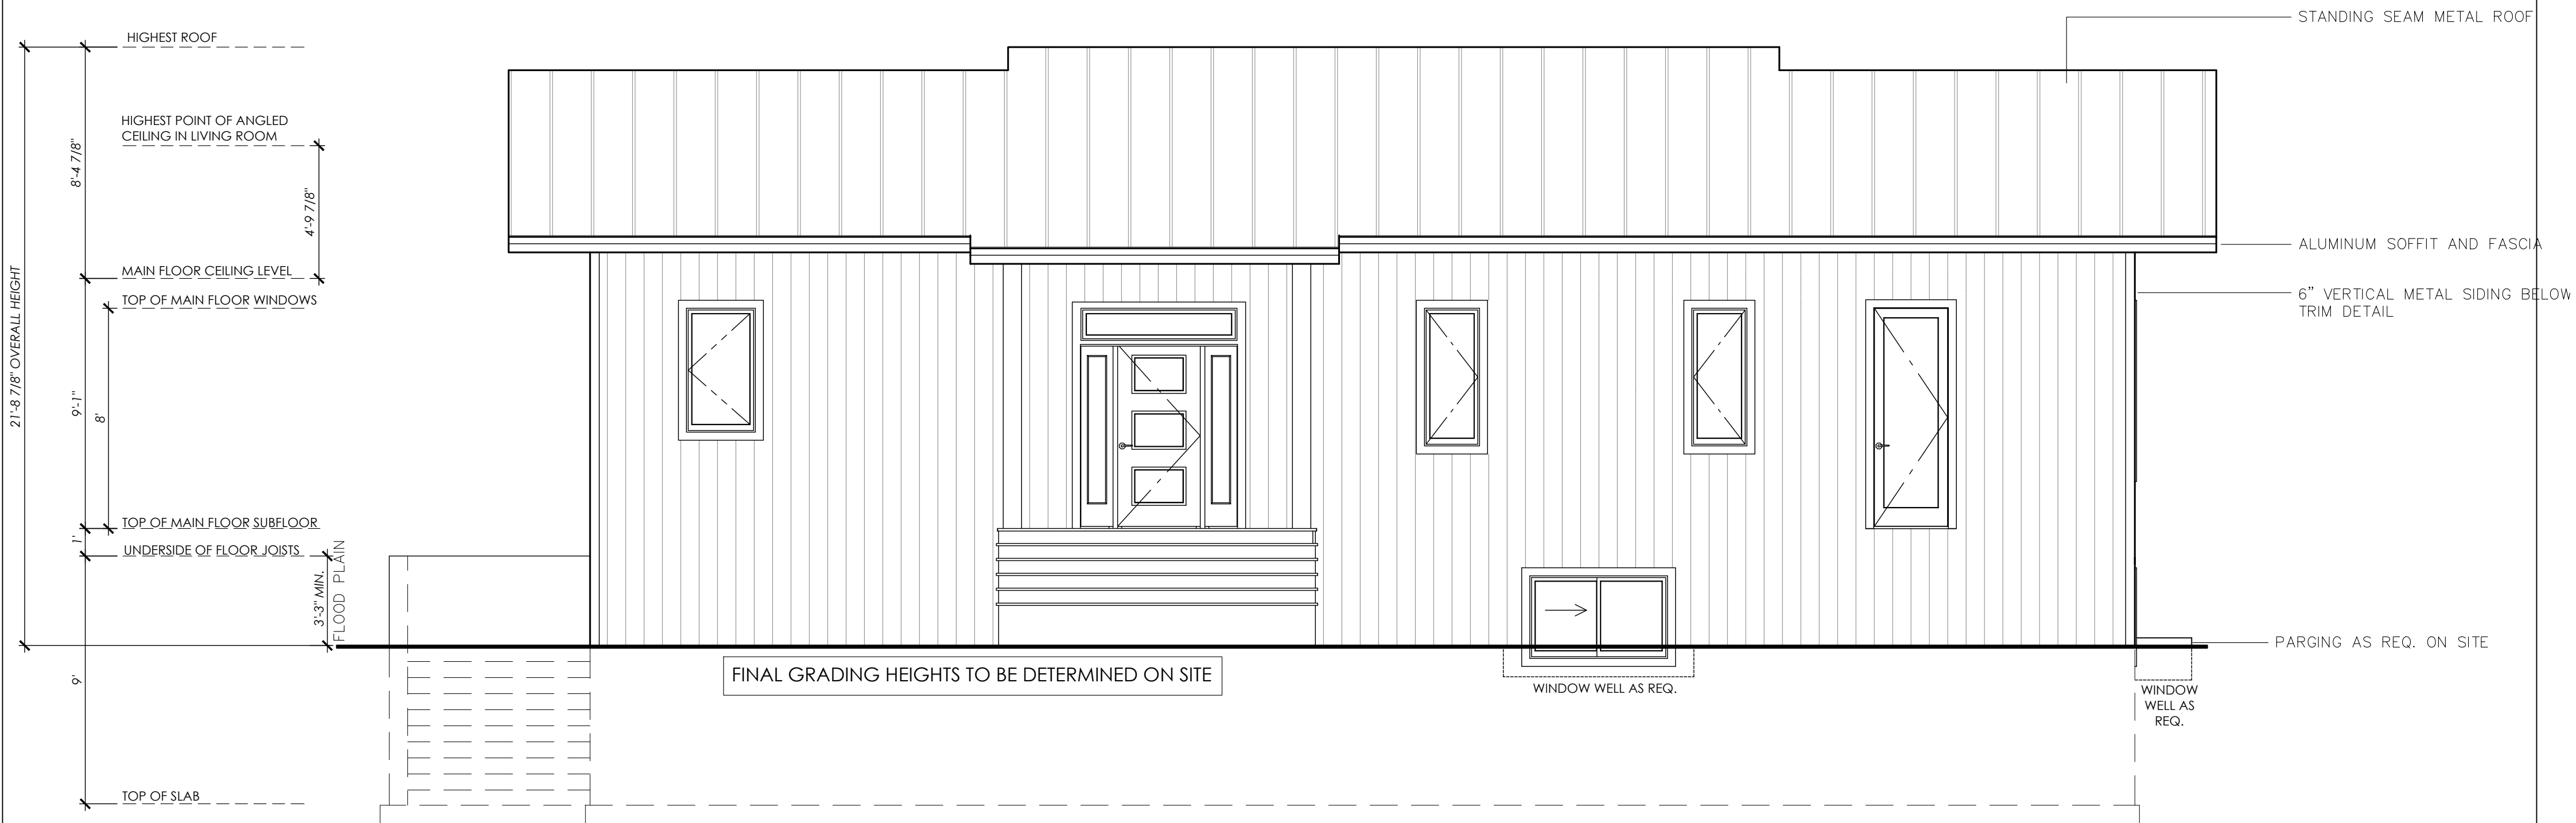 STANDING SEAM METAL ROOF
HIGHEST ROOF
HIGHEST POINT OF ANGLED
CEILING IN LIVING ROOM
8'-4 7/8"
4'-9 7/8"
ALUMINUM SOFFIT AND FASCIA
MAIN FLOOR CEILING LEVEL
TOP OF MAIN FLOOR WINDOWS
6" VERTICAL METAL SIDING BELOW
TRIM DETAIL
21'-8 7/8" OVERALL HEIGHT
9'-1"
8'
TOP OF MAIN FLOOR SUBFLOOR
1'
UNDERSIDE OF FLOOR JOISTS
3'-3" MIN.
FLOOD PLAIN
PARGING AS REQ. ON SITE
9'
FINAL GRADING HEIGHTS TO BE DETERMINED ON SITE
WINDOW WELL AS REQ.
WINDOW
WELL AS
REQ.
TOP OF SLAB